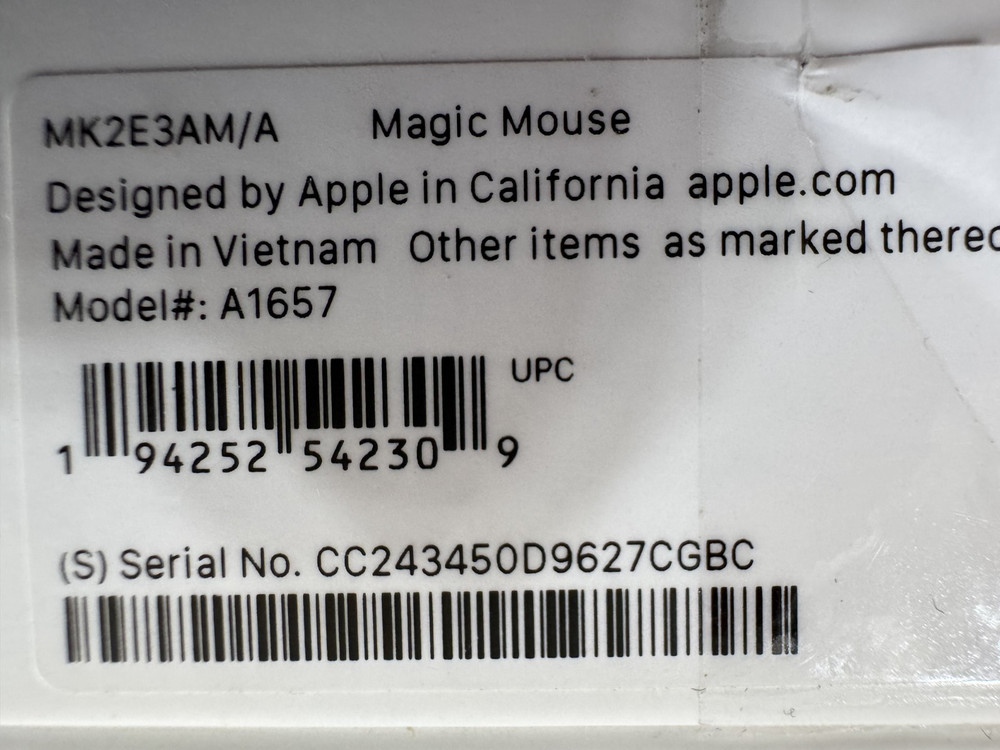 MK2E3AM/A Magic Mouse
Designed by Apple in California apple.com
Made in Vietnam Other items as marked
Model#: A1657
UPC
1 94252 54230 9
(S) Serial No. CC243450D9627CGBC